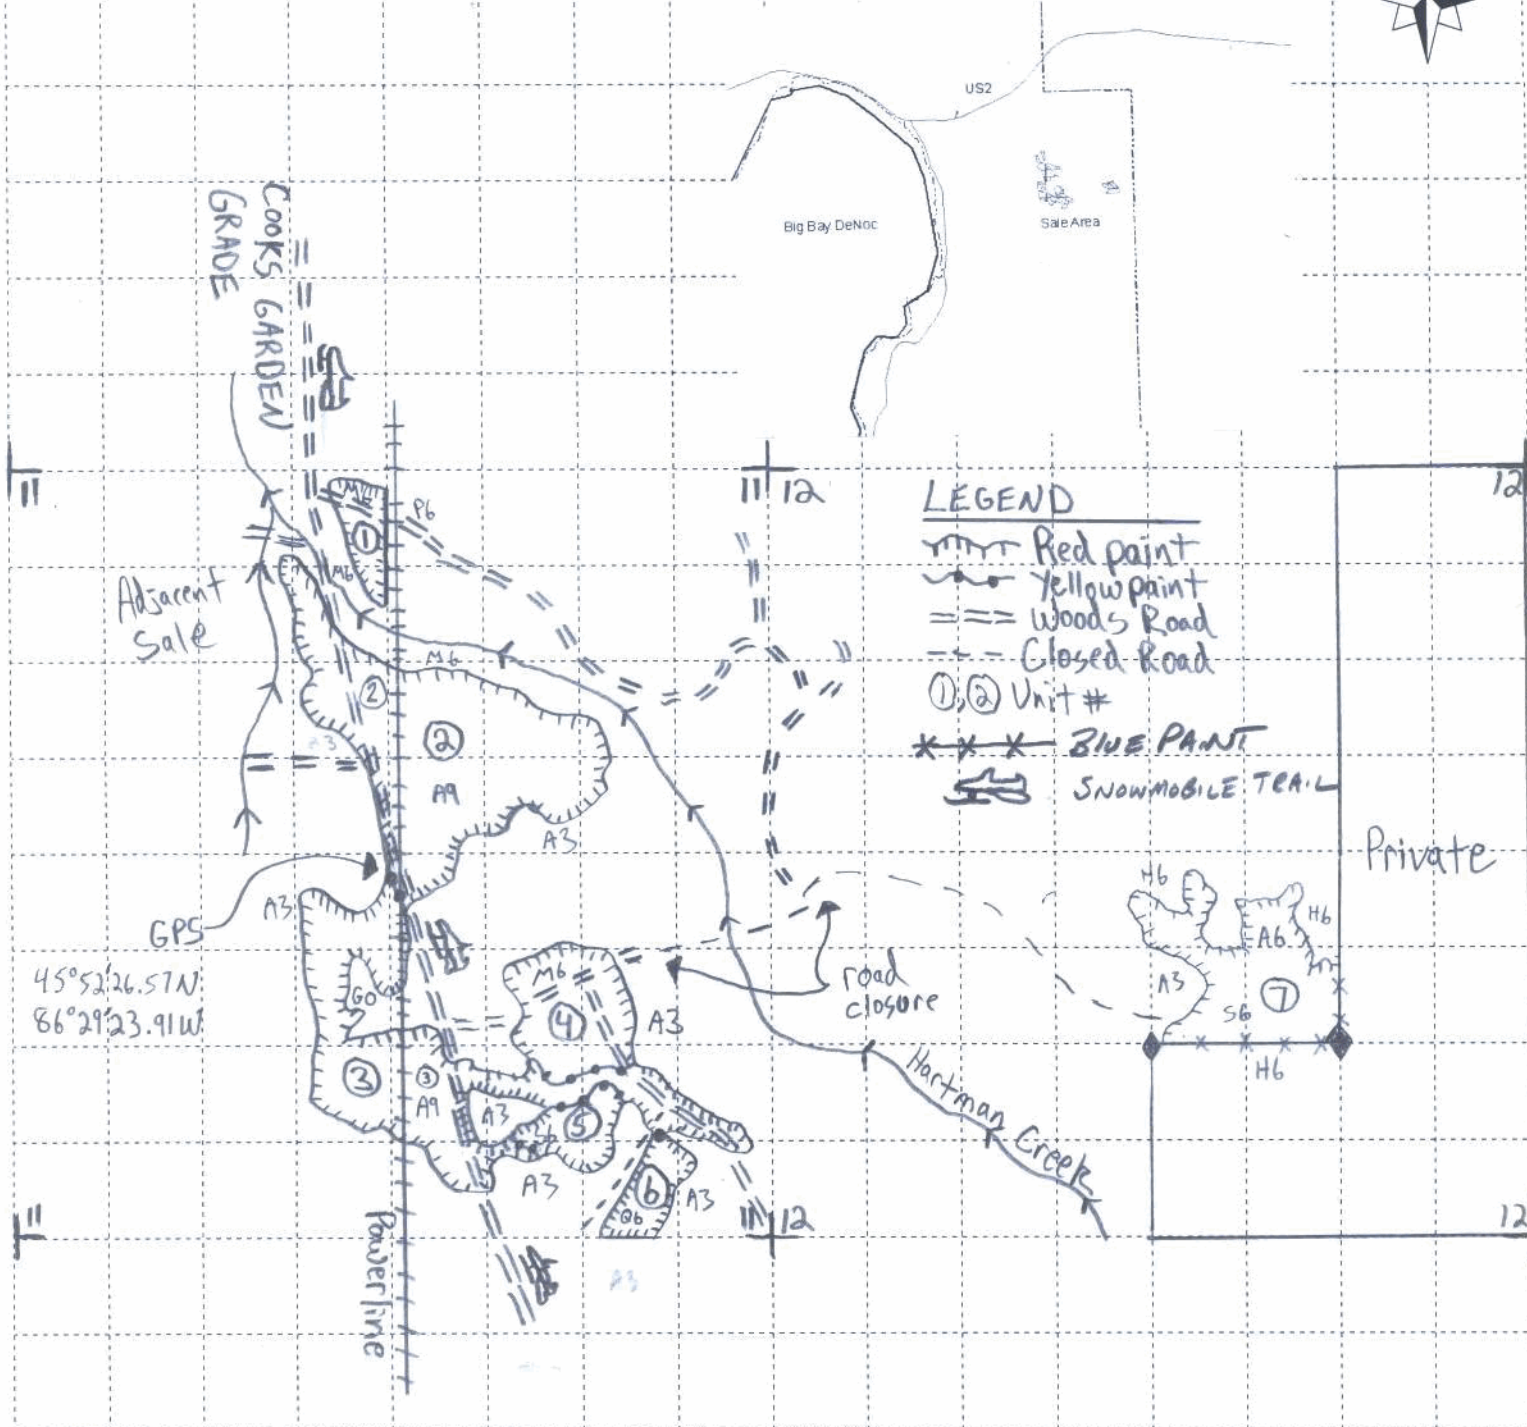 US2
Big Bay DeNoc
Sale Area
COOKS GARDEN
GRADE
11
11
12
12
LEGEND
Red paint
Yellow paint
Woods Road
Closed Road
①,② Unit #
BLUE PAINT
SNOWMOBILE TRAIL
P6
①
M6
Adjacent
Sale
M6
②
②
A9
A3
Private
GPS
A3
45°52'26.57N
86°29'23.91W
G0
M6
④
A3
road
closure
H6
H6
A6
A3
⑦
S6
H6
③
③
A9
A3
⑤
A3
⑥
Q6
A3
Hartman Creek
11
11
12
12
Powerline
A3